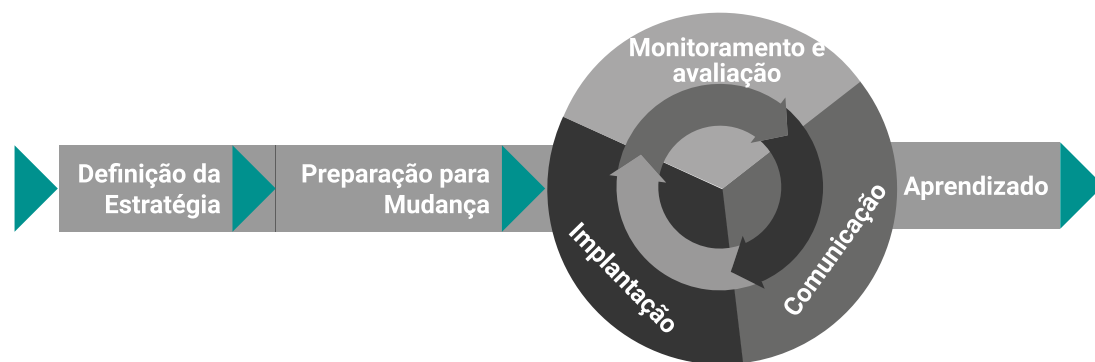 Definição da
Estratégia
Preparação para
Mudança
Monitoramento e
avaliação
Implantação
Comunicação
Aprendizado